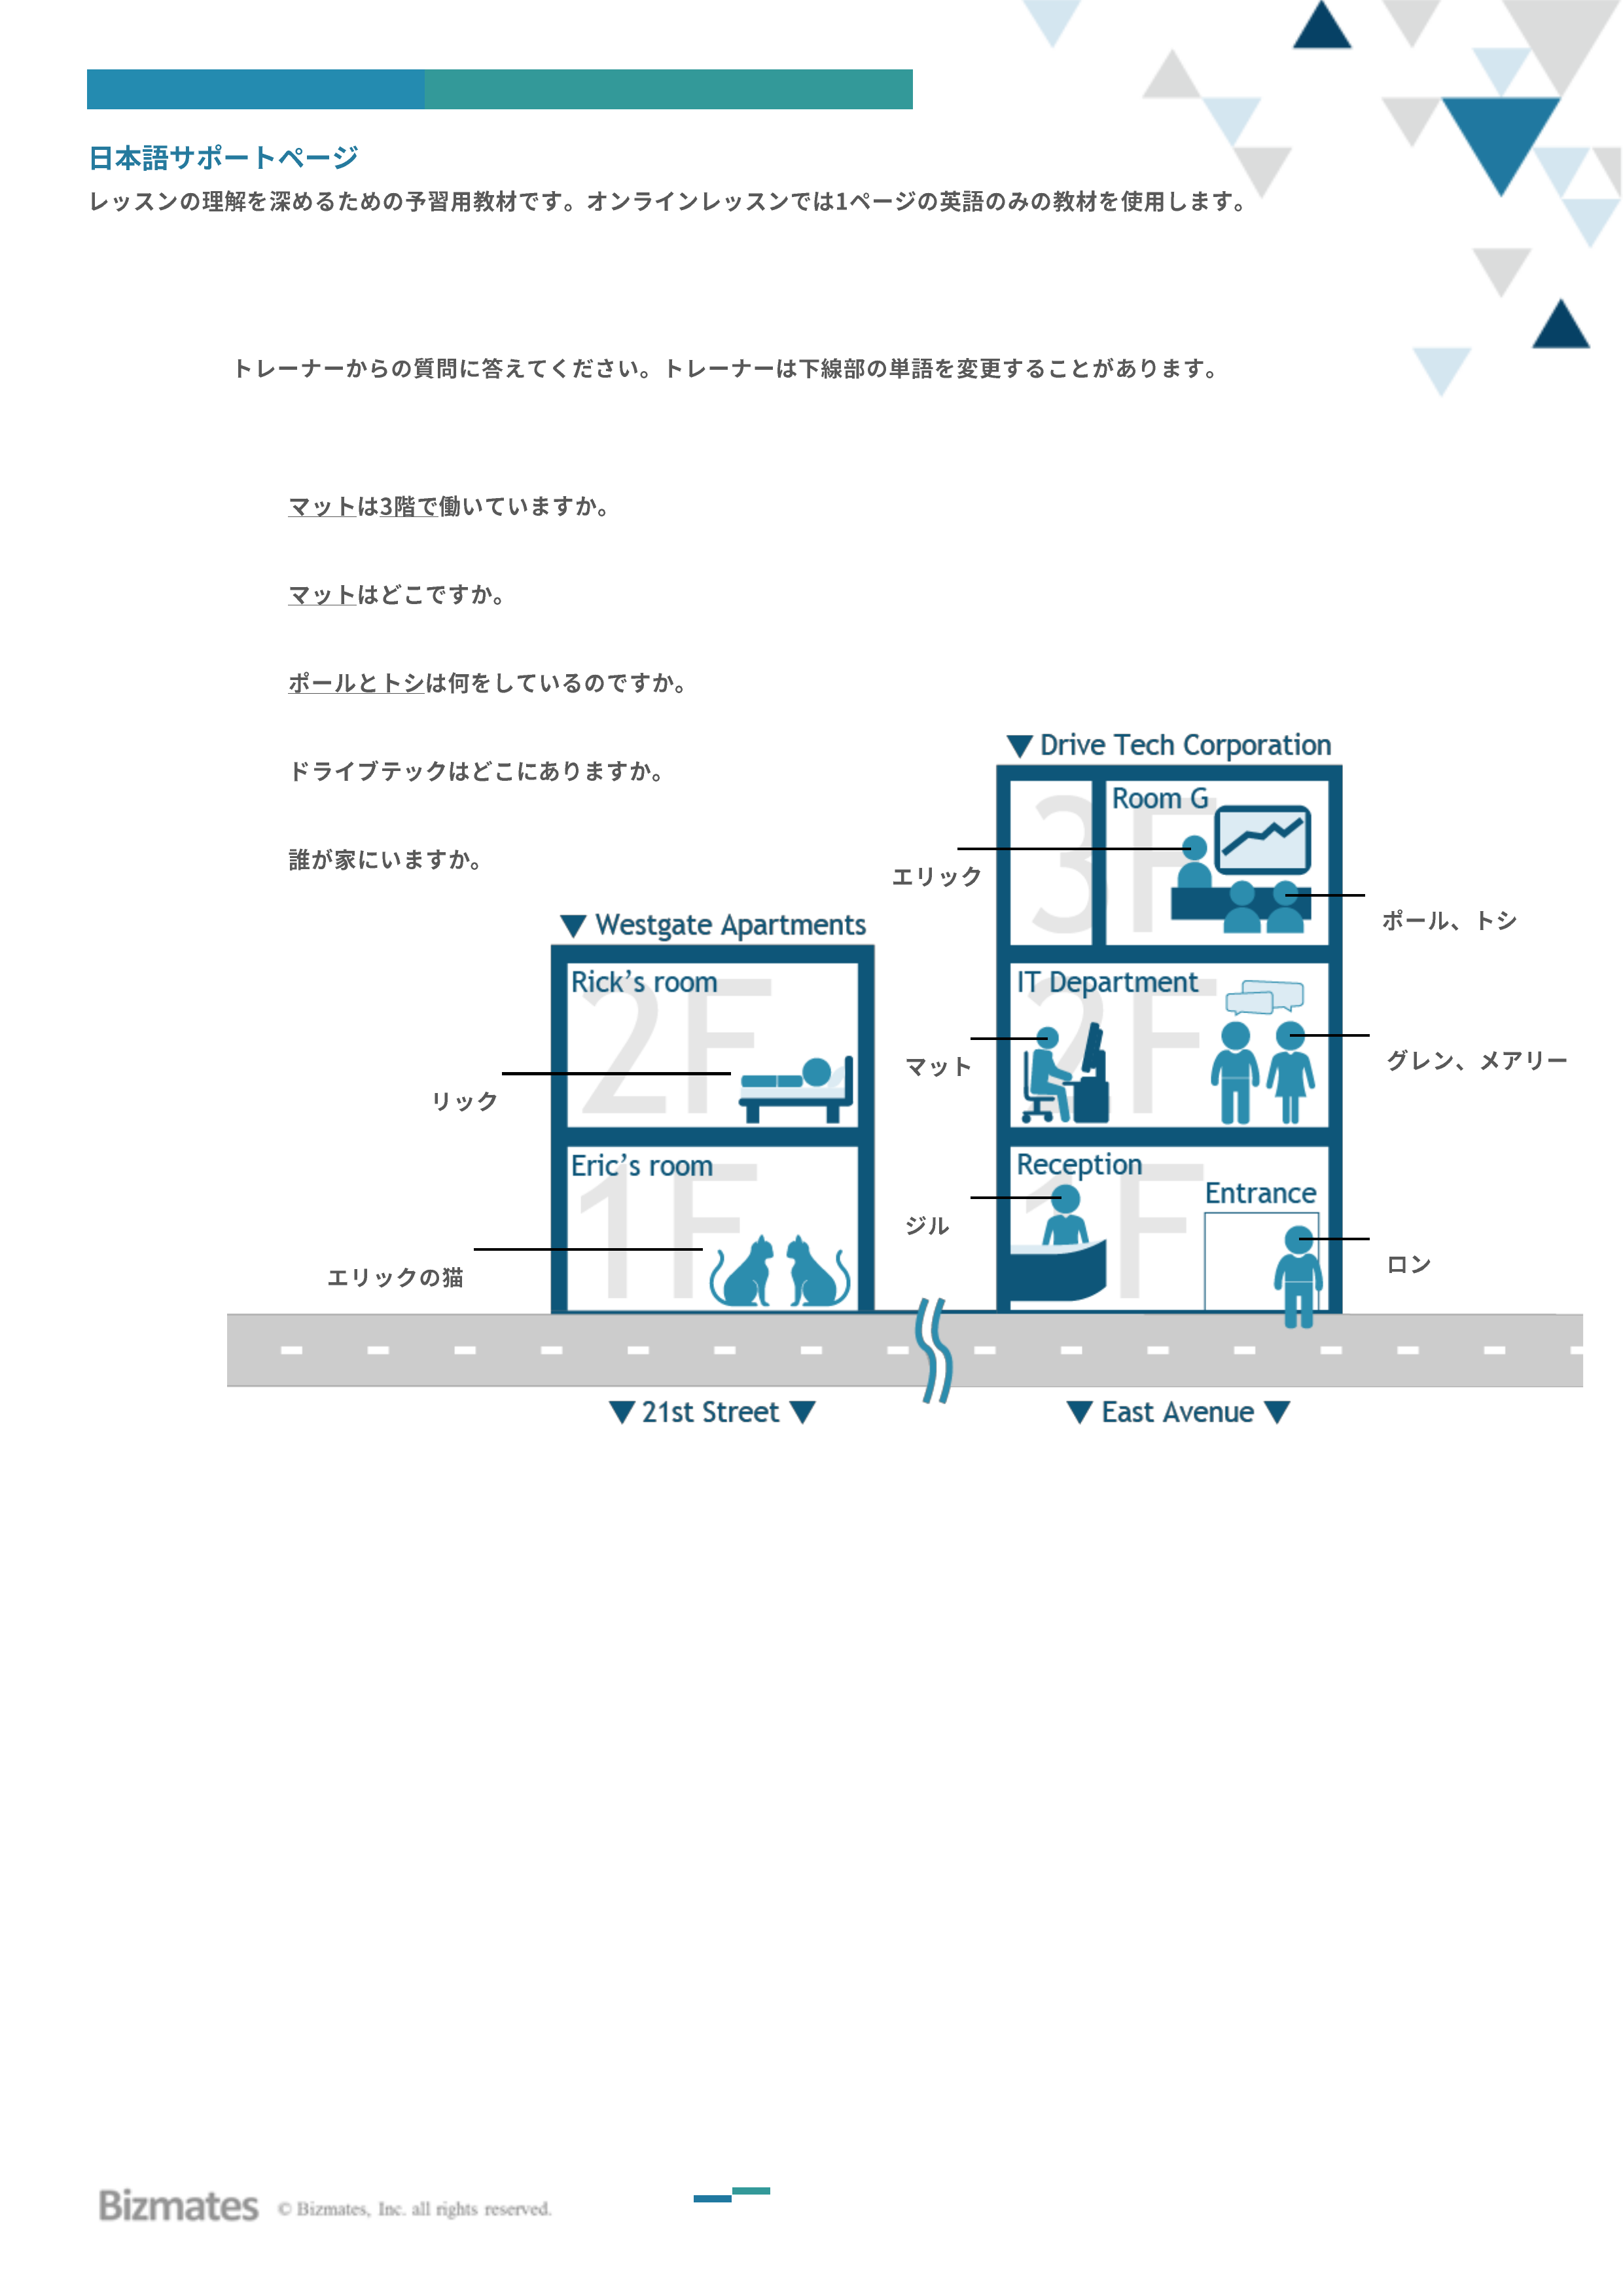 日本語サポートページ
レッスンの理解を深めるための予習用教材です。オンラインレッスンでは1ページの英語のみの教材を使用します。
トレーナーからの質問に答えてください。トレーナーは下線部の単語を変更することがあります。
マットは3階で働いていますか。
マットはどこですか。
ポールとトシは何をしているのですか。
ドライブテックはどこにありますか。
誰が家にいますか。
▼ Drive Tech Corporation
3F
Room G
エリック
ポール、トシ
▼ Westgate Apartments
2F
Rick's room
リック
2F
IT Department
マット
グレン、メアリー
1F
Eric's room
エリックの猫
1F
Reception
Entrance
ジル
ロン
▼ 21st Street ▼
▼ East Avenue ▼
Bizmates © Bizmates, Inc. all rights reserved.